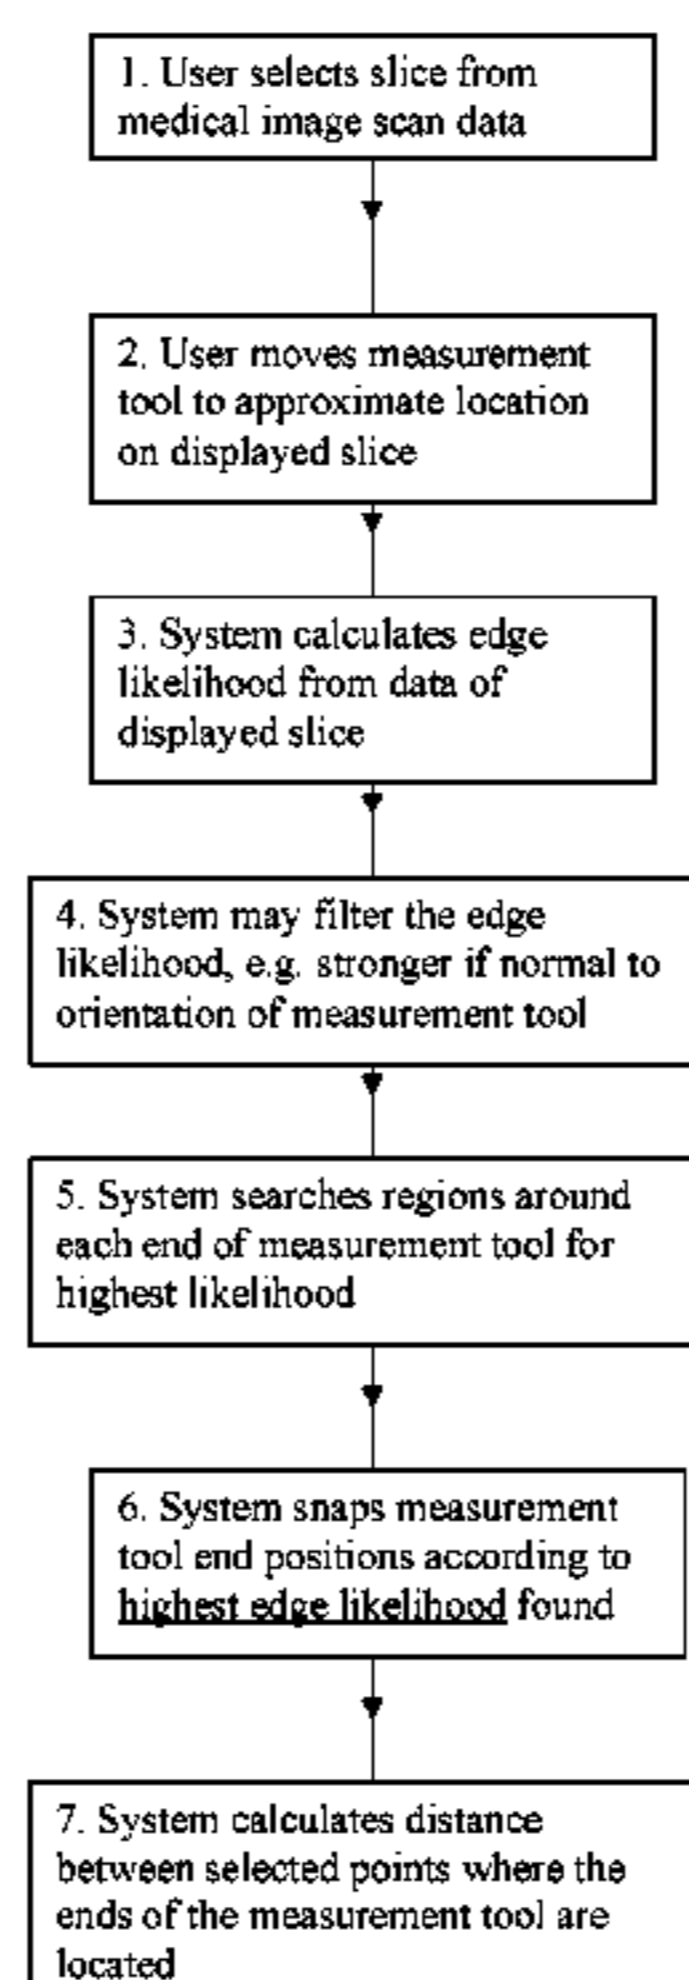 1. User selects slice from
medical image scan data
2. User moves measurement
tool to approximate location
on displayed slice
3. System calculates edge
likelihood from data of
displayed slice
4. System may filter the edge
likelihood, e.g. stronger if normal to
orientation of measurement tool
5. System searches regions around
each end of measurement tool for
highest likelihood
6. System snaps measurement
tool end positions according to
highest edge likelihood found
7. System calculates distance
between selected points where the
ends of the measurement tool are
located